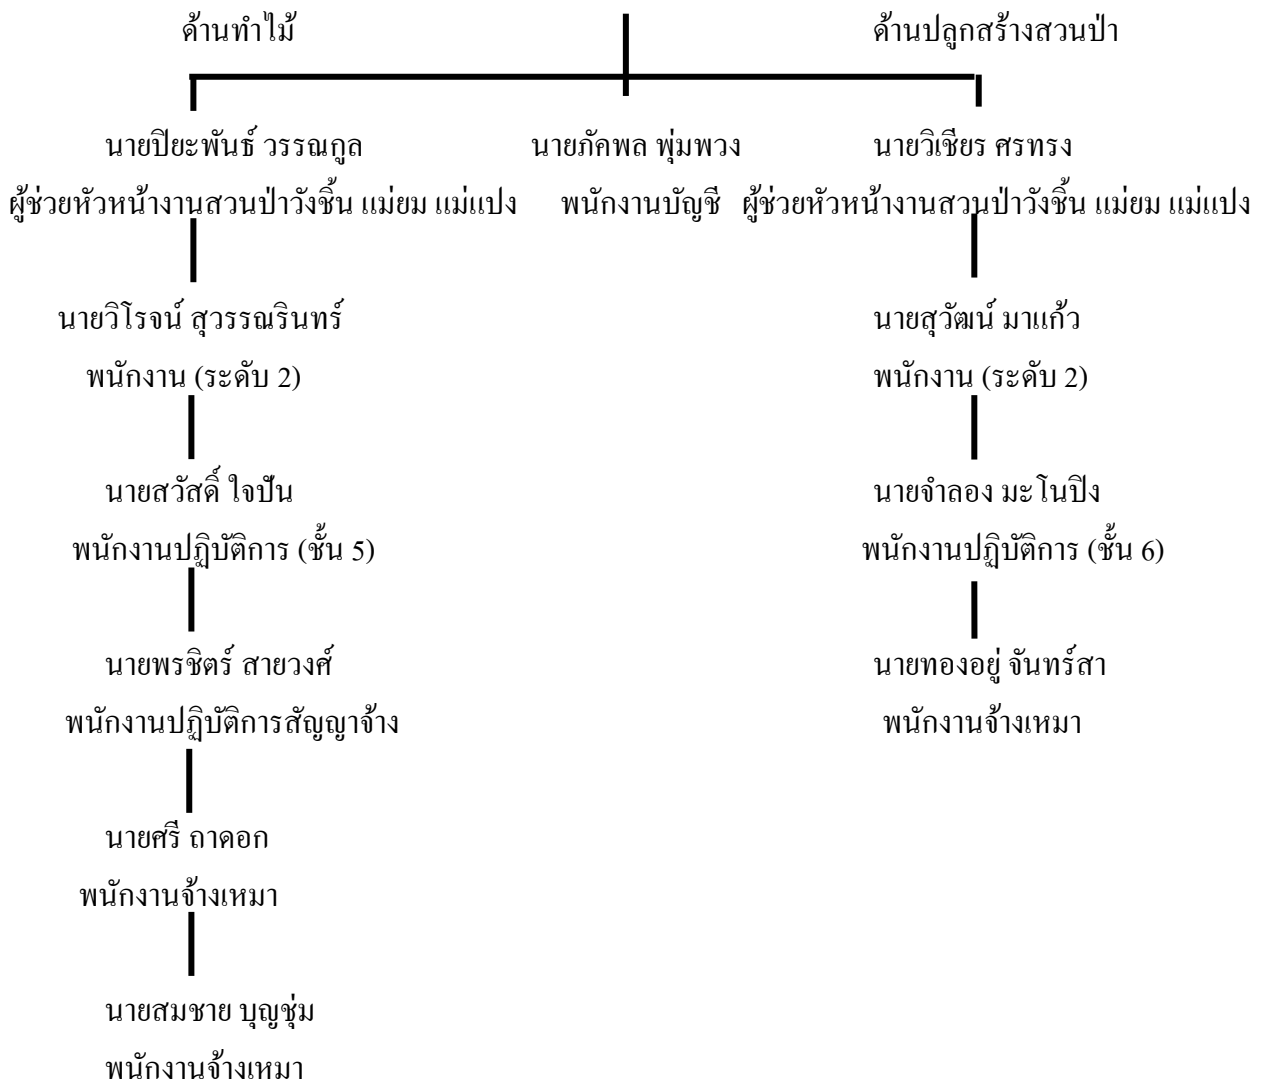 ด้านทำไม้ ด้านปลูกสร้างสวนป่า
นายปิยะพันธ์ วรรณกูล นายภัคพล พุ่มพวง นายวิเชียร ศรทรง
ผู้ช่วยหัวหน้างานสวนป่าวังชิ้น แม่ยม แม่แปง พนักงานบัญชี ผู้ช่วยหัวหน้างานสวนป่าวังชิ้น แม่ยม แม่แปง
นายวิโรจน์ สุวรรณรินทร์ นายสุวัฒน์ มาแก้ว
พนักงาน (ระดับ 2) พนักงาน (ระดับ 2)
นายสวัสดิ์ ใจปัน นายจำลอง มะโนปิง
พนักงานปฏิบัติการ (ชั้น 5) พนักงานปฏิบัติการ (ชั้น 6)
นายพรชิตร์ สายวงศ์ นายทองอยู่ จันทร์สา
พนักงานปฏิบัติการสัญญาจ้าง พนักงานจ้างเหมา
นายศรี ถาดอก
พนักงานจ้างเหมา
นายสมชาย บุญชุ่ม
พนักงานจ้างเหมา